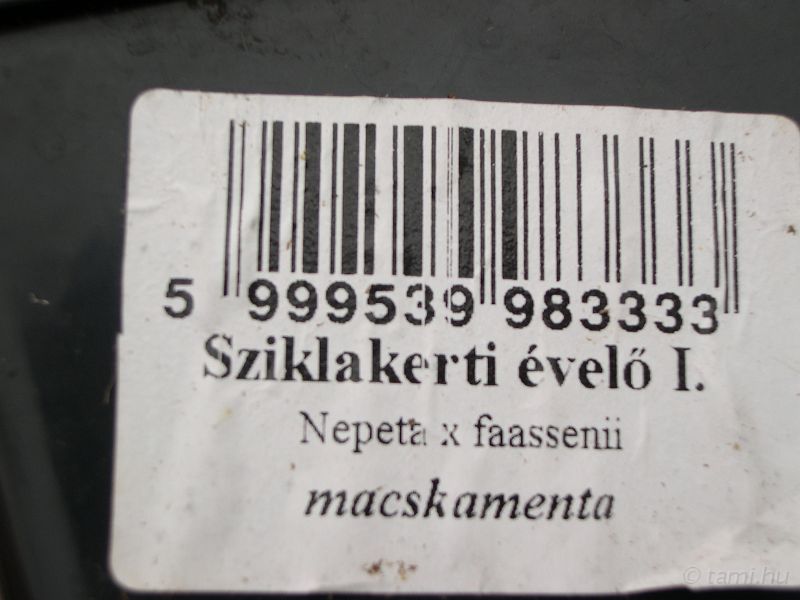 5 999539 983333
Sziklakerti évelő I.
Nepeta x faassenii
macskamenta
© tami.hu